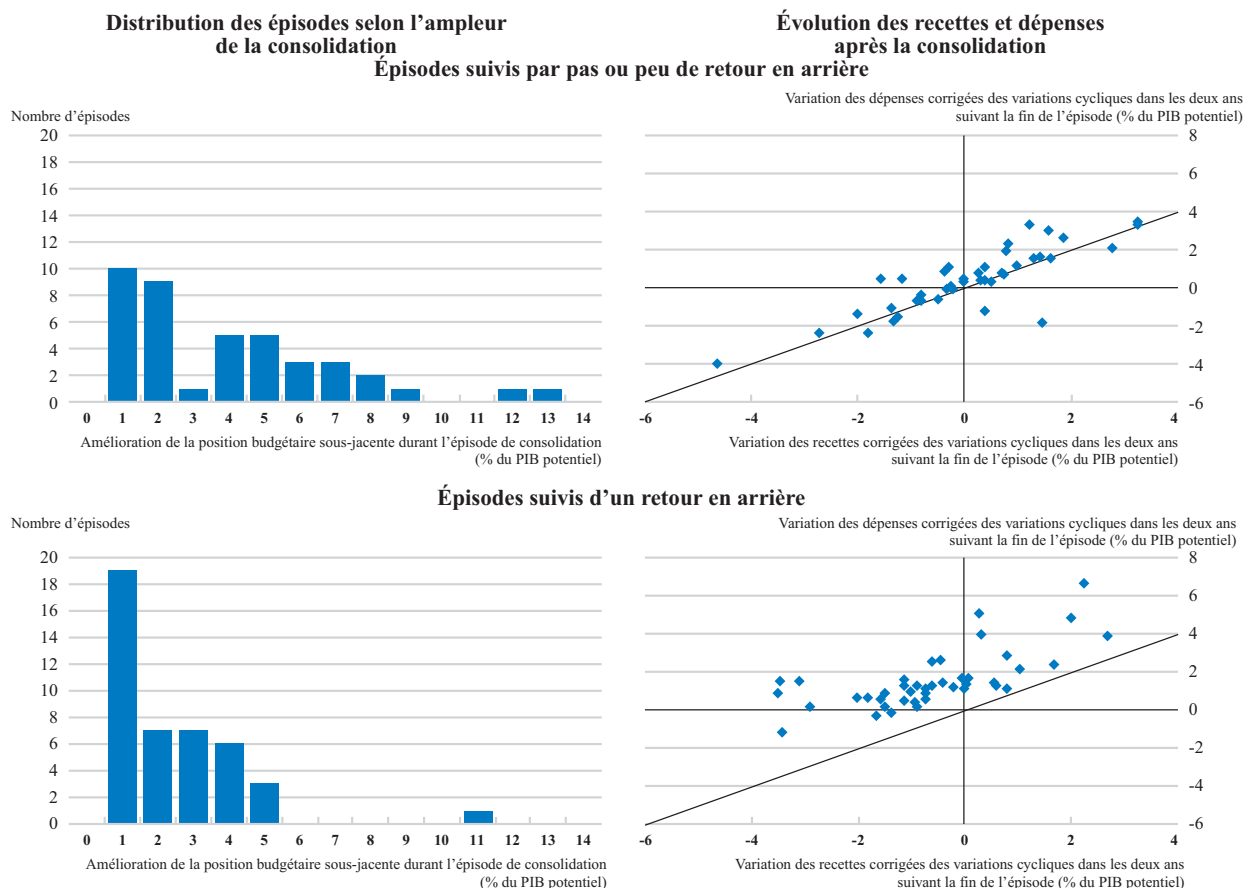 Distribution des épisodes selon l'ampleur
de la consolidation
Évolution des recettes et dépenses
après la consolidation
Épisodes suivis par pas ou peu de retour en arrière
Nombre d'épisodes
20
18
16
14
12
10
8
6
4
2
0
0 1 2 3 4 5 6 7 8 9 10 11 12 13 14
Amélioration de la position budgétaire sous-jacente durant l'épisode de consolidation
(% du PIB potentiel)
Variation des dépenses corrigées des variations cycliques dans les deux ans
suivant la fin de l'épisode (% du PIB potentiel)
8
6
4
2
0
-2
-4
-6
-6 -4 -2 0 2 4
Variation des recettes corrigées des variations cycliques dans les deux ans
suivant la fin de l'épisode (% du PIB potentiel)
Épisodes suivis d'un retour en arrière
Nombre d'épisodes
20
18
16
14
12
10
8
6
4
2
0
0 1 2 3 4 5 6 7 8 9 10 11 12 13 14
Amélioration de la position budgétaire sous-jacente durant l'épisode de consolidation
(% du PIB potentiel)
Variation des dépenses corrigées des variations cycliques dans les deux ans
suivant la fin de l'épisode (% du PIB potentiel)
8
6
4
2
0
-2
-4
-6
-6 -4 -2 0 2 4
Variation des recettes corrigées des variations cycliques dans les deux ans
suivant la fin de l'épisode (% du PIB potentiel)